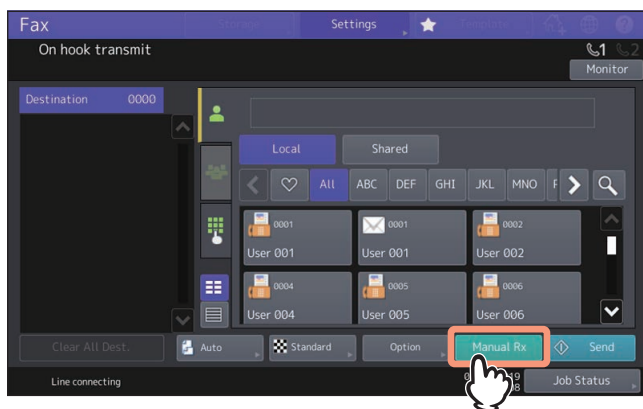 Fax
Storage
Settings
Template
On hook transmit
1
2
Monitor
Destination 0000
Local
Shared
All
ABC
DEF
GHI
JKL
MNO
0001
User 001
0001
User 001
0002
User 002
0004
User 004
0005
User 005
0006
User 006
Clear All Dest.
Auto
Standard
Option
Manual Rx
Send
Line connecting
Job Status